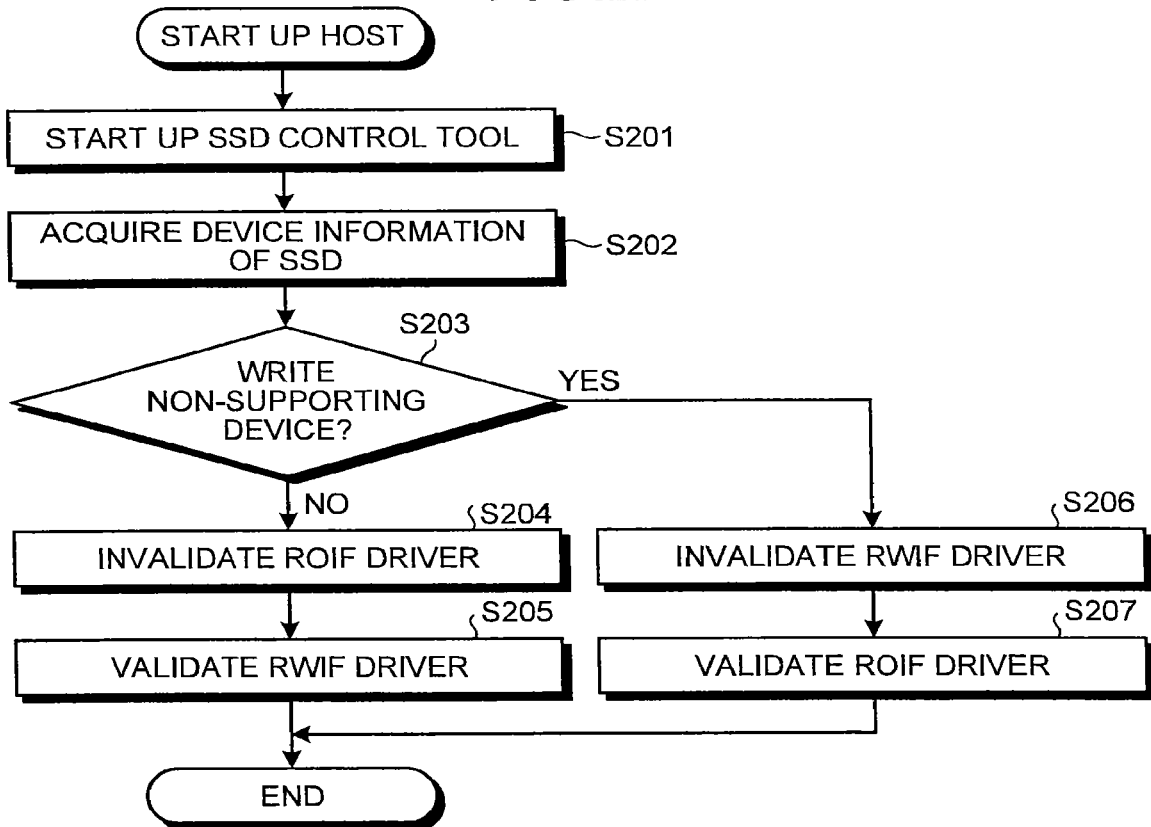 START UP HOST
START UP SSD CONTROL TOOL
S201
ACQUIRE DEVICE INFORMATION
OF SSD
S202
S203
WRITE
NON-SUPPORTING
DEVICE?
YES
NO
S204
INVALIDATE ROIF DRIVER
S206
INVALIDATE RWIF DRIVER
S205
VALIDATE RWIF DRIVER
S207
VALIDATE ROIF DRIVER
END